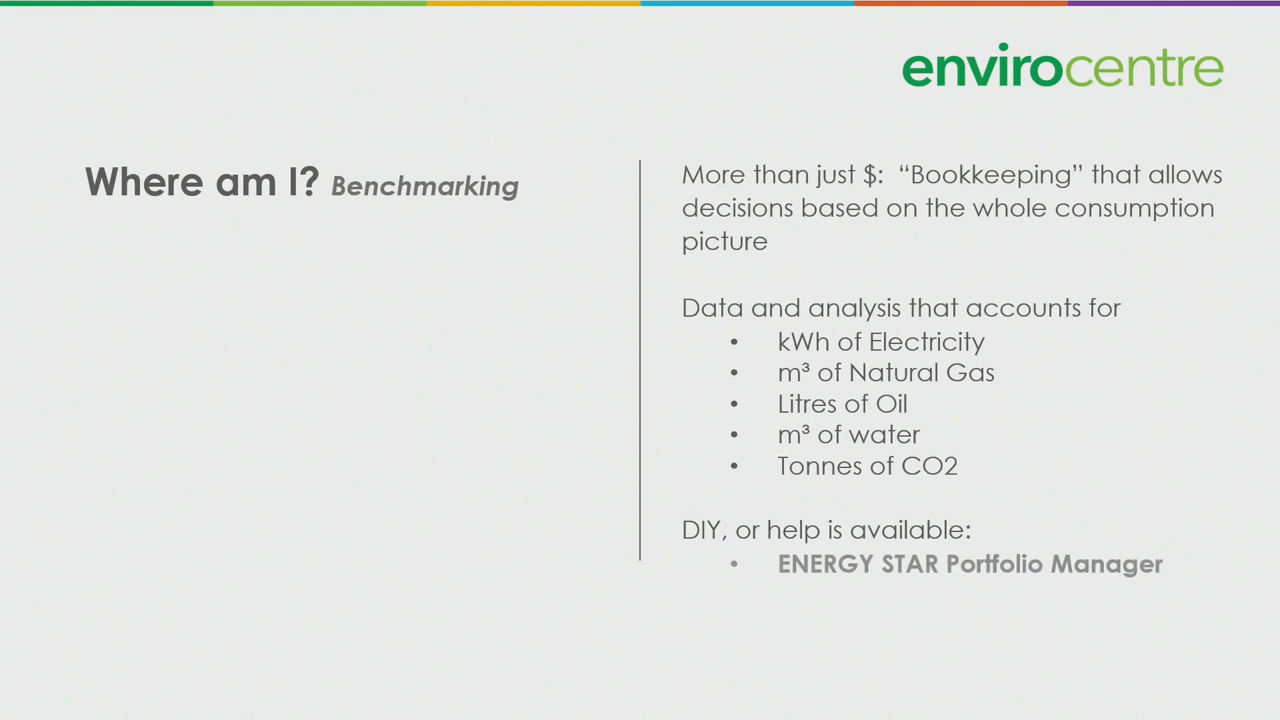 envirocentre
Where am I? Benchmarking
More than just $:  “Bookkeeping” that allows
decisions based on the whole consumption
picture
Data and analysis that accounts for
• kWh of Electricity
• m³ of Natural Gas
• Litres of Oil
• m³ of water
• Tonnes of CO2
DIY, or help is available:
• ENERGY STAR Portfolio Manager